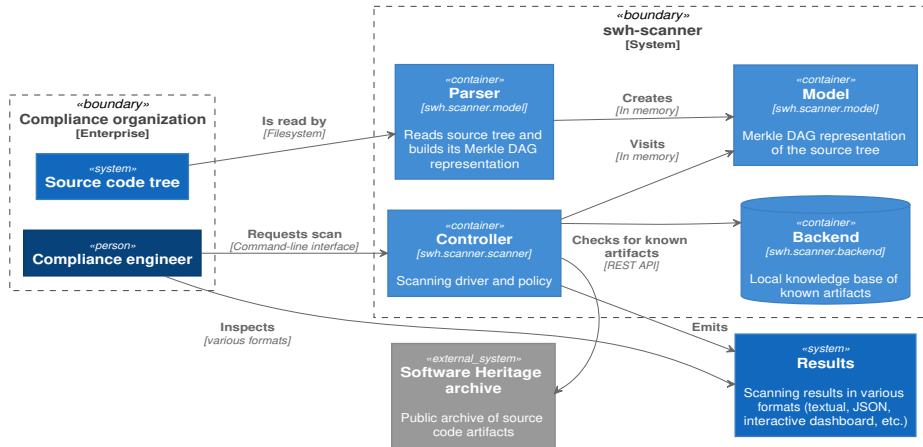 «boundary»
swh-scanner
[System]
«boundary»
Compliance organization
[Enterprise]
«system»
Source code tree
«person»
Compliance engineer
Is read by
[Filesystem]
Requests scan
[Command-line interface]
Inspects
[various formats]
«container»
Parser
[swh.scanner.model]
Reads source tree and
builds its Merkle DAG
representation
Creates
[In memory]
Visits
[In memory]
«container»
Model
[swh.scanner.model]
Merkle DAG representation
of the source tree
«container»
Controller
[swh.scanner.scanner]
Scanning driver and policy
Checks for known
artifacts
[REST API]
«container»
Backend
[swh.scanner.backend]
Local knowledge base of
known artifacts
Emits
«external_system»
Software Heritage
archive
Public archive of source
code artifacts
«system»
Results
Scanning results in various
formats (textual, JSON,
interactive dashboard, etc.)